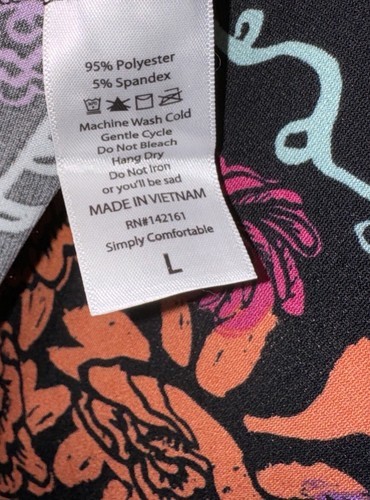 95% Polyester
5% Spandex
Machine Wash Cold
Gentle Cycle
Do Not Bleach
Hang Dry
Do Not Iron
or you'll be sad
MADE IN VIETNAM
RN#142161
Simply Comfortable
L